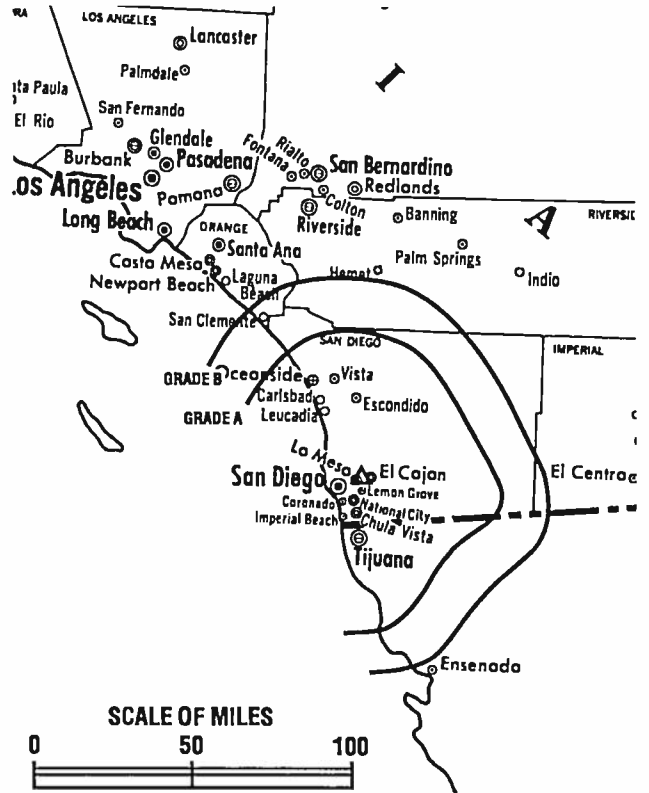 LOS ANGELES
Lancaster
Palmdale
ta Paula
San Fernando
El Rio
Glendale
Burbank
Pasadena
Los Angeles
Pomona
Fontana
Rialto
San Bernardino
Redlands
Colton
Long Beach
ORANGE
Riverside
Banning
I
A
RIVERSID
Santa Ana
Palm Springs
Costa Mesa
Newport Beach
Laguna
Beach
Hemet
Indio
San Clemente
SAN DIEGO
IMPERIAL
GRADE B
Oceanside
Vista
Carlsbad
GRADE A
Leucadia
Escondido
La Mesa
El Cajon
El Centro
San Diego
Lemon Grove
Coronado
National City
Imperial Beach
Chula Vista
Tijuana
Ensenada
SCALE OF MILES
0 50 100